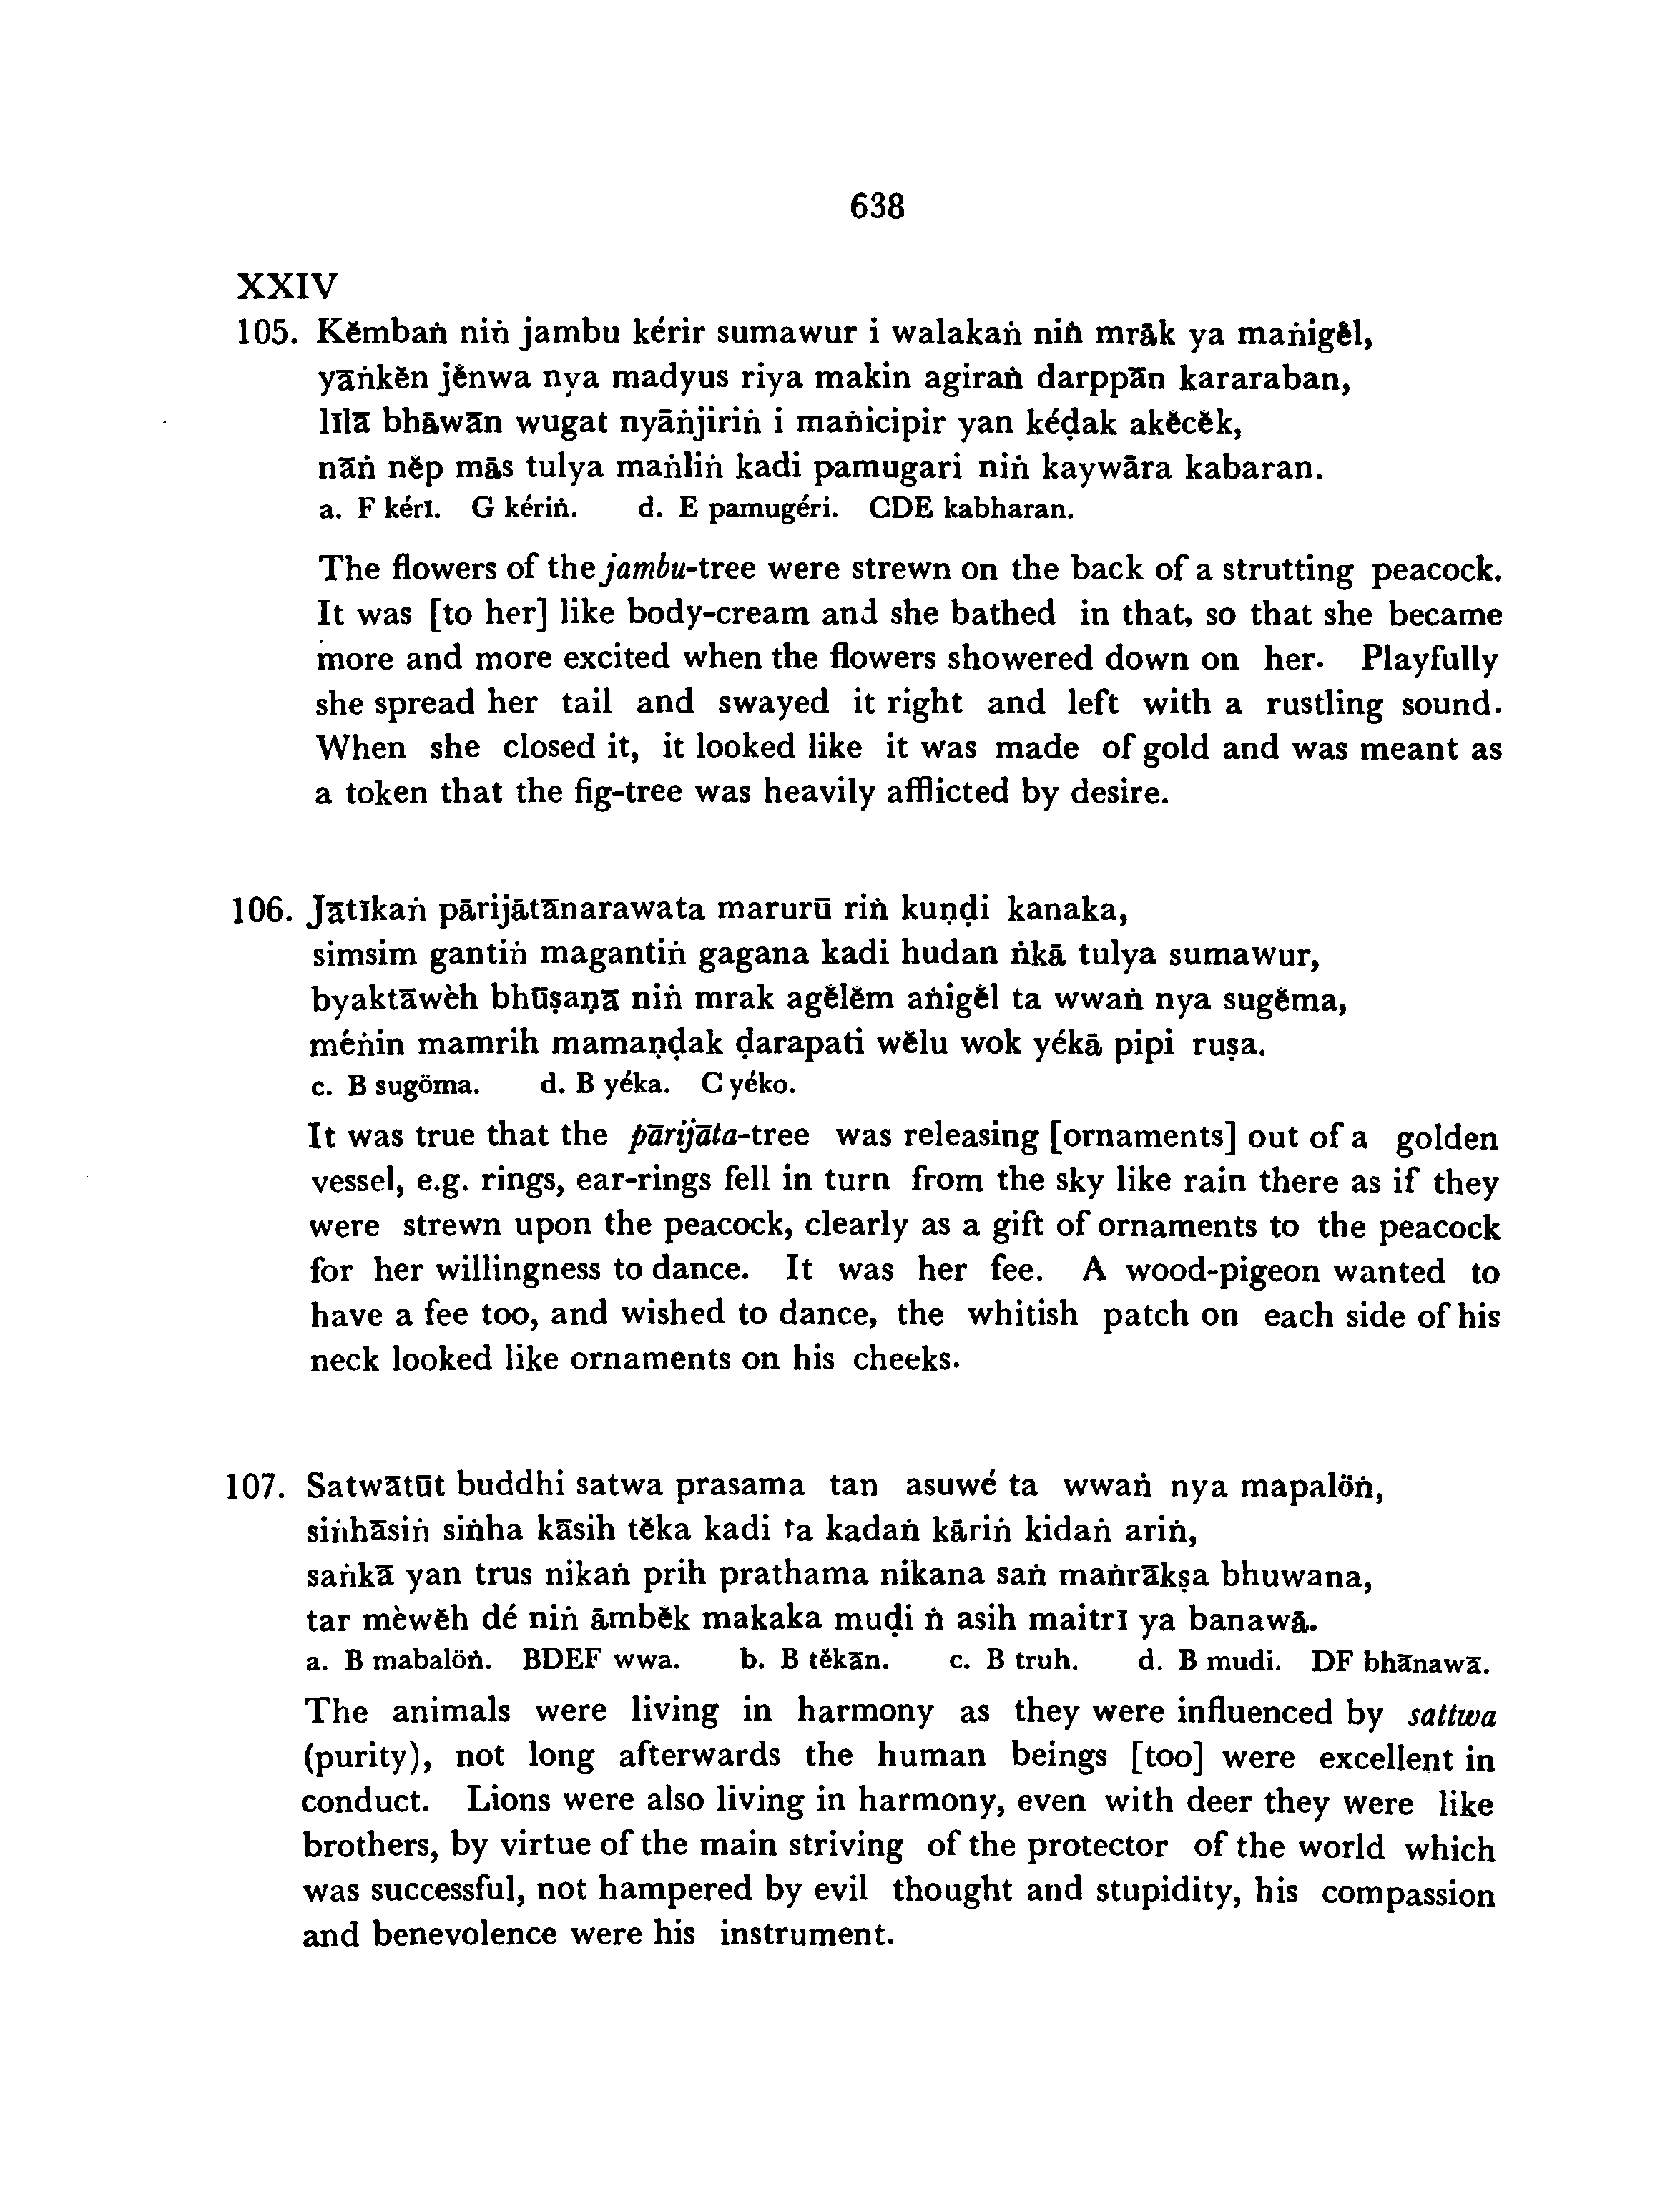 638
XXIV
105. Kĕmbaṅ niṅ jambu kérir sumawur i walakaṅ niṅ mrāk ya maṅigĕl,
yāṅkĕn jĕnwa nya madyus riya makin agiraṅ darppān kararaban,
līlā bhāwān wugat nyāṅjiriṅ i maṅicipir yan kéḍak akĕcĕk,
nāṅ nĕp mās tulya maṅliṅ kadi pamugari niṅ kaywāra kabaran.
a. F kérī. G kériṅ. d. E pamugéri. CDE kabharan.
The flowers of the jambu-tree were strewn on the back of a strutting peacock.
It was [to her] like body-cream and she bathed in that, so that she became
more and more excited when the flowers showered down on her. Playfully
she spread her tail and swayed it right and left with a rustling sound.
When she closed it, it looked like it was made of gold and was meant as
a token that the fig-tree was heavily afflicted by desire.
106. Jātīkaṅ pārijātānarawata marurū riṅ kuṇḍi kanaka,
simsim gantiṅ magantiṅ gagana kadi hudan ṅkā tulya sumawur,
byaktāwèh bhūṣaṇā niṅ mrak agĕlĕm aṅigĕl ta wwaṅ nya sugĕma,
méṅin mamrih mamaṇḍak ḍarapati wĕlu wok yékā pipi ruṣa.
c. B sugöma. d. B yéka. C yéko.
It was true that the pārijāta-tree was releasing [ornaments] out of a golden
vessel, e.g. rings, ear-rings fell in turn from the sky like rain there as if they
were strewn upon the peacock, clearly as a gift of ornaments to the peacock
for her willingness to dance. It was her fee. A wood-pigeon wanted to
have a fee too, and wished to dance, the whitish patch on each side of his
neck looked like ornaments on his cheeks.
107. Satwātūt buddhi satwa prasama tan asuwé ta wwaṅ nya mapalöṅ,
siṅhāsiṅ siṅha kāsih tĕka kadi ta kadaṅ kāriṅ kidaṅ ariṅ,
saṅkā yan trus nikaṅ prih prathama nikana saṅ maṅrākṣa bhuwana,
tar mèwĕh dé niṅ āmbĕk makaka muḍi ṅ asih maitrī ya banawā.
a. B mabalöṅ. BDEF wwa. b. B tĕkān. c. B truh. d. B mudi. DF bhānawā.
The animals were living in harmony as they were influenced by sattwa
(purity), not long afterwards the human beings [too] were excellent in
conduct. Lions were also living in harmony, even with deer they were like
brothers, by virtue of the main striving of the protector of the world which
was successful, not hampered by evil thought and stupidity, his compassion
and benevolence were his instrument.